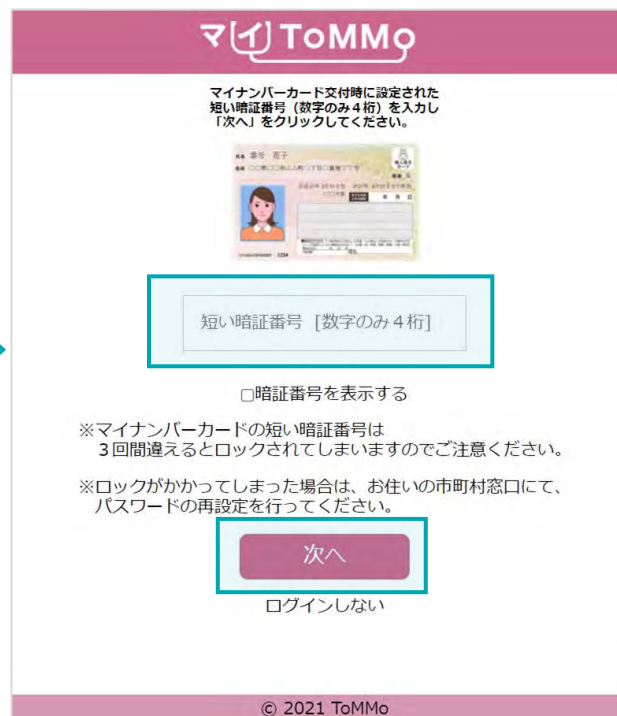 マイ ToMMo
マイナンバーカード交付時に設定された
短い暗証番号（数字のみ４桁）を入力し
「次へ」をクリックしてください。
氏名 番号 花子
1234
短い暗証番号 [数字のみ４桁]
□暗証番号を表示する
※マイナンバーカードの短い暗証番号は
３回間違えるとロックされてしまいますのでご注意ください。
※ロックがかかってしまった場合は、お住いの市町村窓口にて、
パスワードの再設定を行ってください。
次へ
ログインしない
© 2021 ToMMo